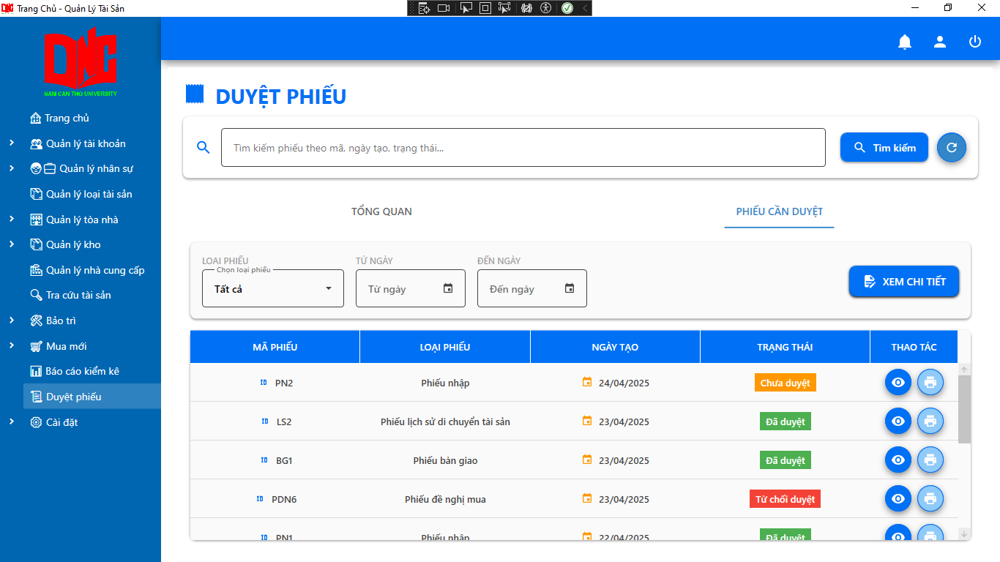 Trang Chủ - Quản Lý Tài Sản
DNC
NAM CAN THO UNIVERSITY
Trang chủ
Quản lý tài khoản
Quản lý nhân sự
Quản lý loại tài sản
Quản lý tòa nhà
Quản lý kho
Quản lý nhà cung cấp
Tra cứu tài sản
Bảo trì
Mua mới
Báo cáo kiểm kê
Duyệt phiếu
Cài đặt
DUYỆT PHIẾU
Tìm kiếm phiếu theo mã, ngày tạo, trạng thái...
Tìm kiếm
TỔNG QUAN
PHIẾU CẦN DUYỆT
LOẠI PHIẾU
TỪ NGÀY
ĐẾN NGÀY
Chọn loại phiếu
Tất cả
Từ ngày
Đến ngày
XEM CHI TIẾT
MÃ PHIẾU LOẠI PHIẾU NGÀY TẠO TRẠNG THÁI THAO TÁC
ID PN2 Phiếu nhập 24/04/2025 Chưa duyệt
ID LS2 Phiếu lịch sử di chuyển tài sản 23/04/2025 Đã duyệt
ID BG1 Phiếu bàn giao 23/04/2025 Đã duyệt
ID PDN6 Phiếu đề nghị mua 23/04/2025 Từ chối duyệt
ID PN1 Phiếu nhập 22/04/2025 Đã duyệt